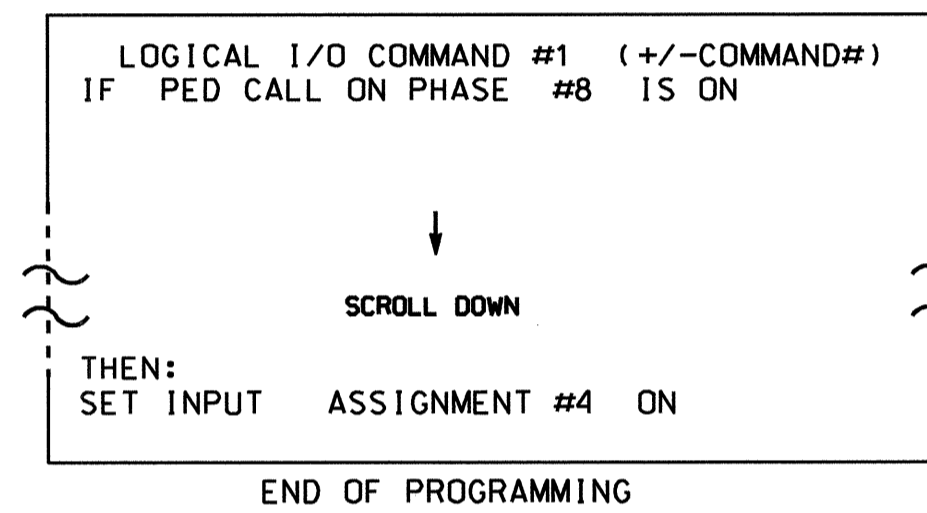 LOGICAL I/O COMMAND #1 (+/-COMMAND#)
IF PED CALL ON PHASE #8 IS ON
SCROLL DOWN
THEN:
SET INPUT ASSIGNMENT #4 ON
END OF PROGRAMMING